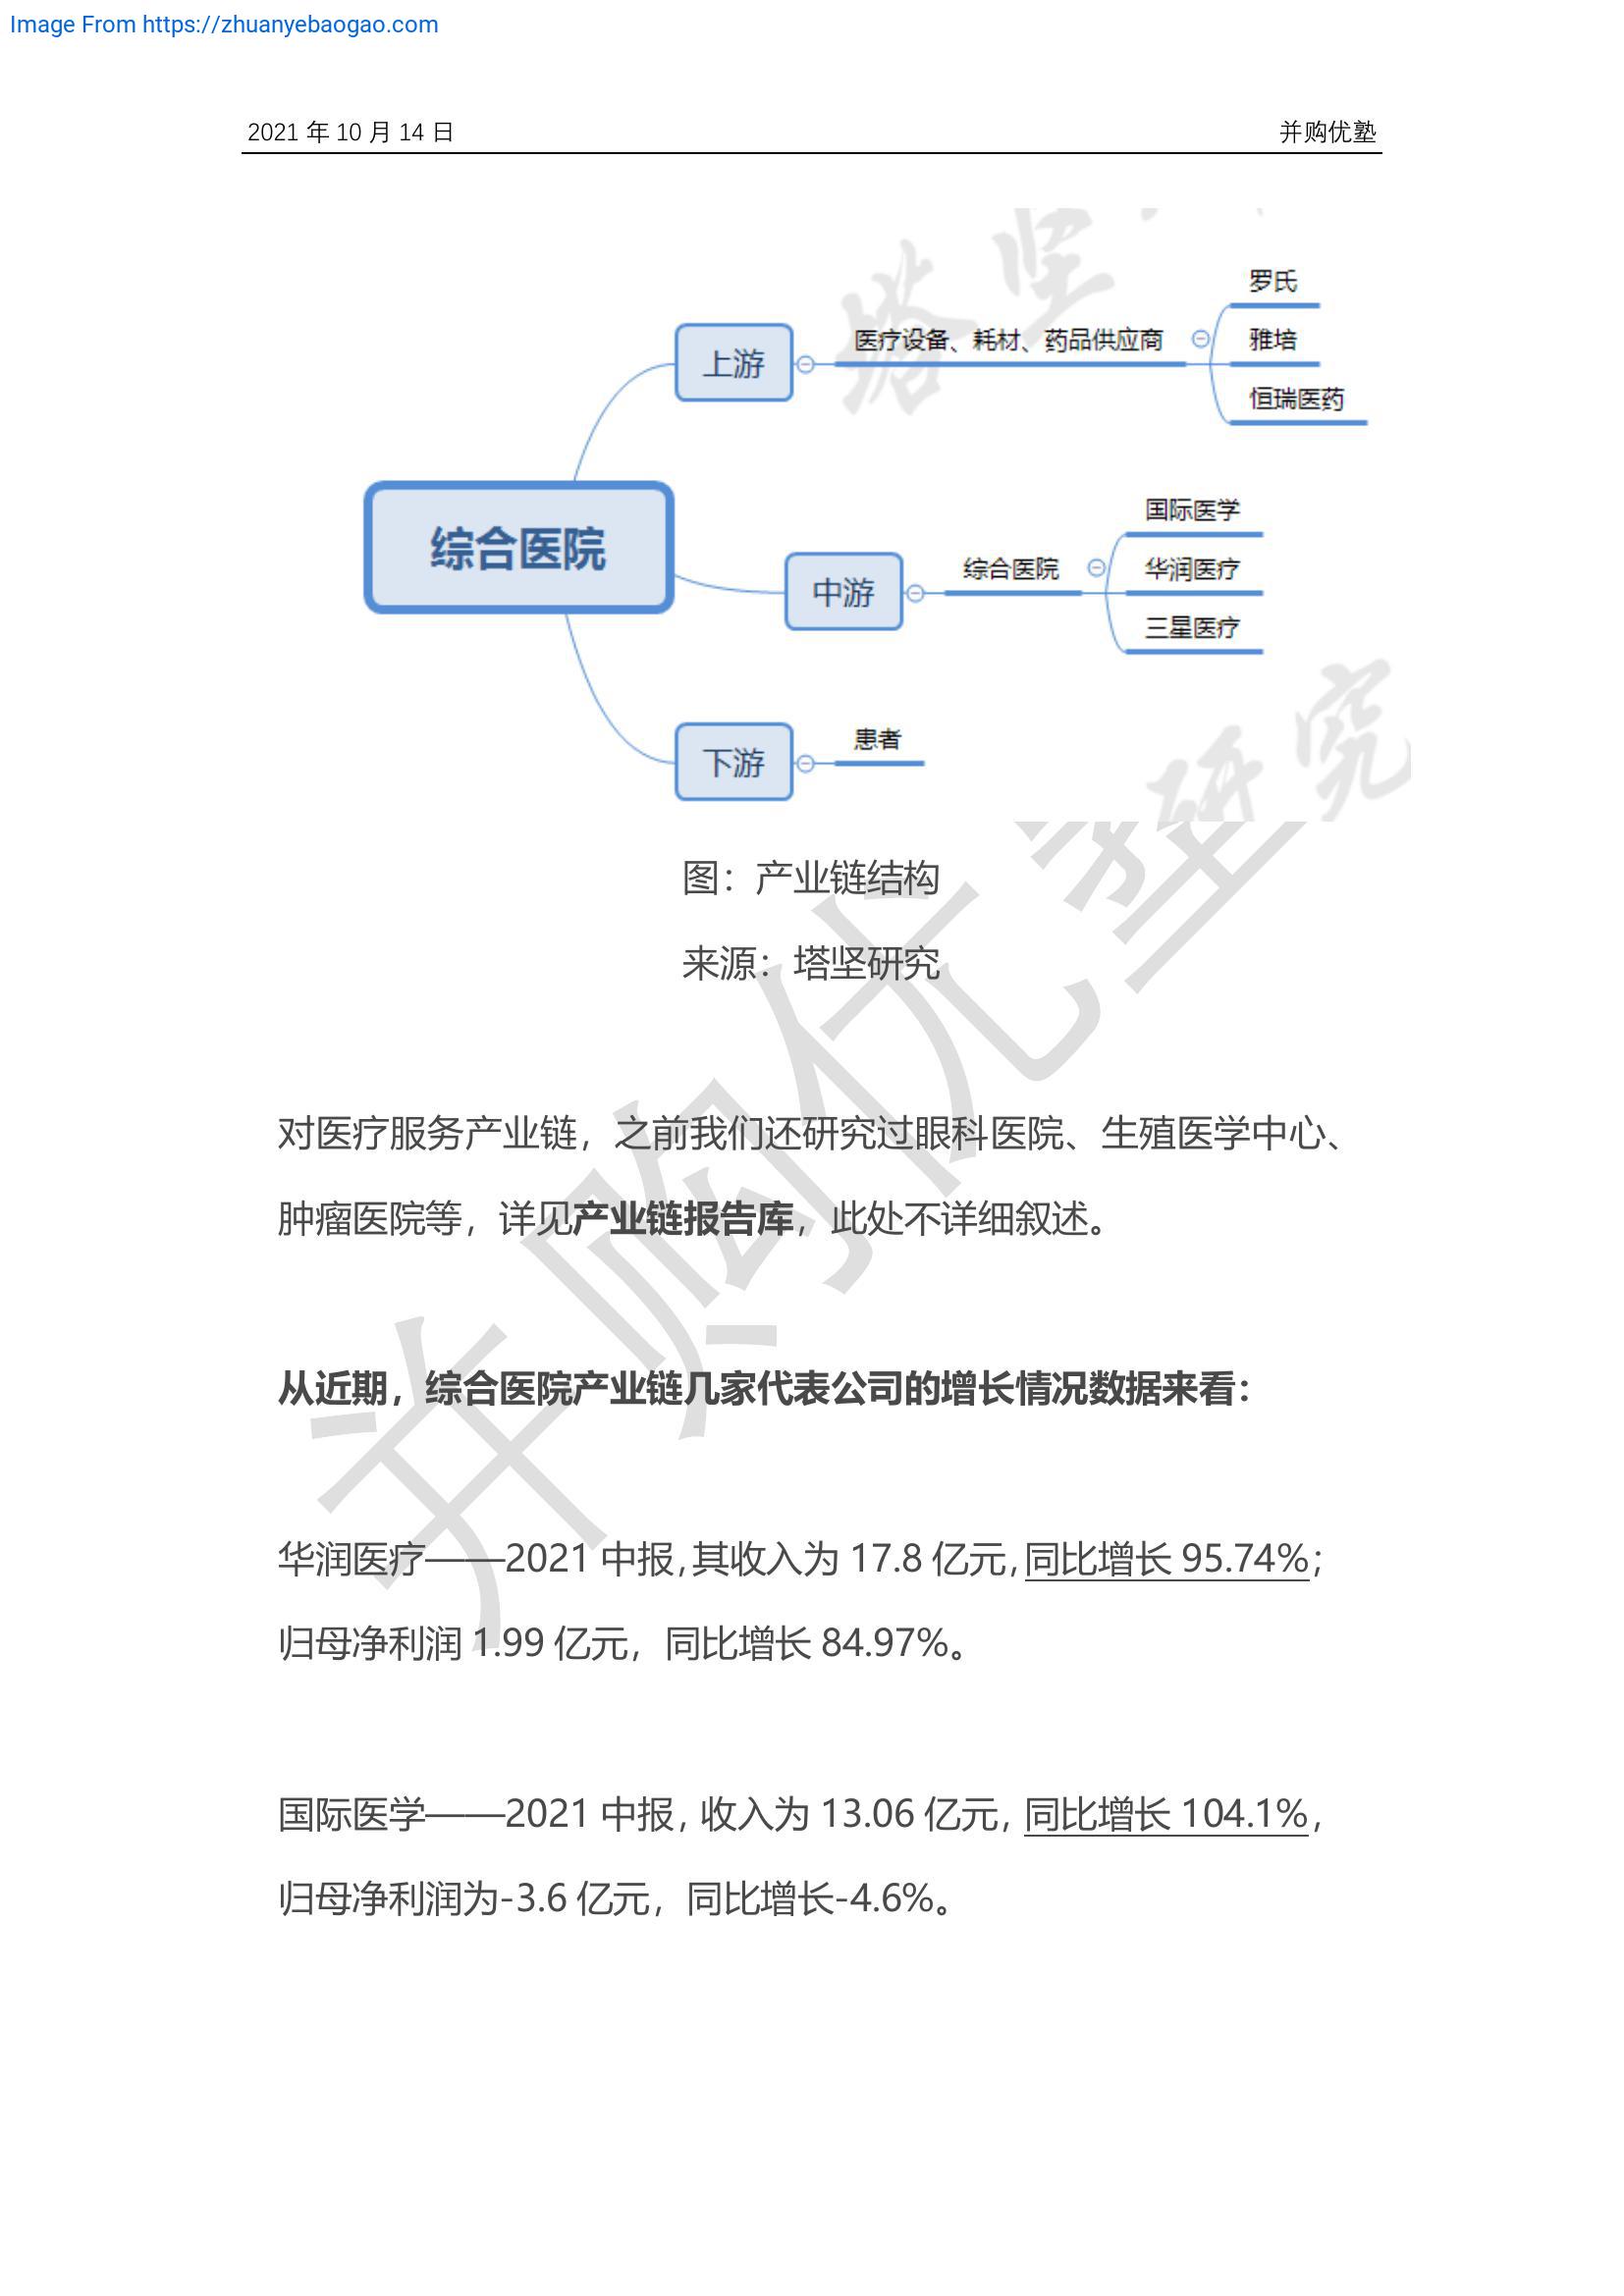 Image From https://zhuanyebaogao.com
2021 年 10 月 14 日
并购优塾
塔坚
罗氏
上游
医疗设备、耗材、药品供应商
雅培
恒瑞医药
综合医院
国际医学
中游
综合医院
华润医疗
三星医疗
下游
患者
研究
图：产业链结构
来源：塔坚研究
并购优塾
对医疗服务产业链，之前我们还研究过眼科医院、生殖医学中心、
肿瘤医院等，详见产业链报告库，此处不详细叙述。
从近期，综合医院产业链几家代表公司的增长情况数据来看：
华润医疗——2021 中报，其收入为 17.8 亿元，同比增长 95.74%；
归母净利润 1.99 亿元，同比增长 84.97%。
国际医学——2021 中报，收入为 13.06 亿元，同比增长 104.1%，
归母净利润为-3.6 亿元，同比增长-4.6%。